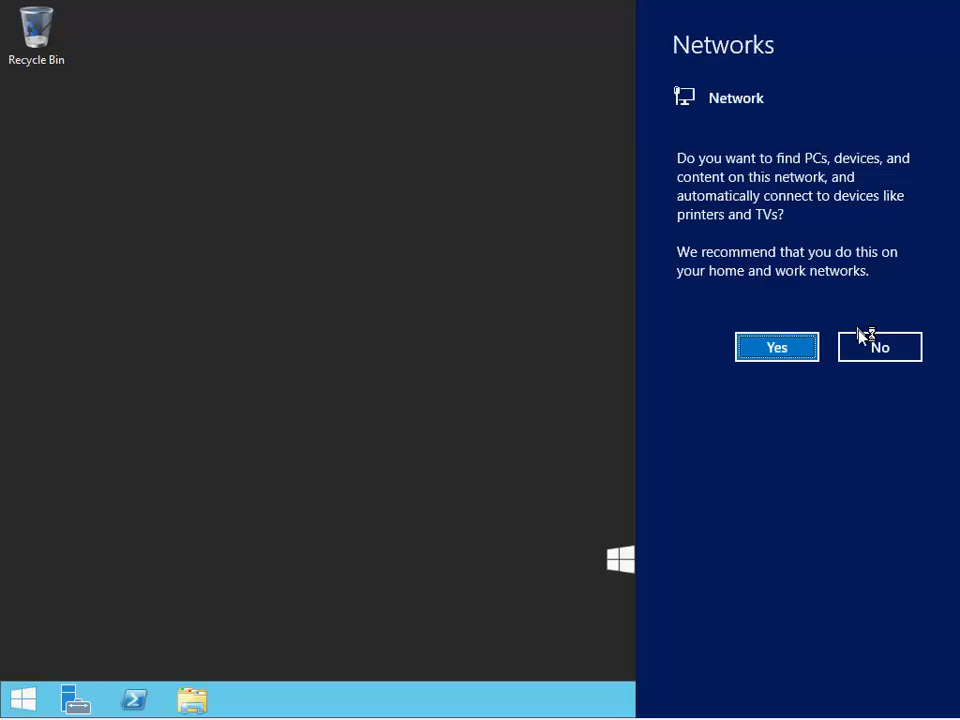 Recycle Bin
Networks
Network
Do you want to find PCs, devices, and
content on this network, and
automatically connect to devices like
printers and TVs?
We recommend that you do this on
your home and work networks.
Yes
No